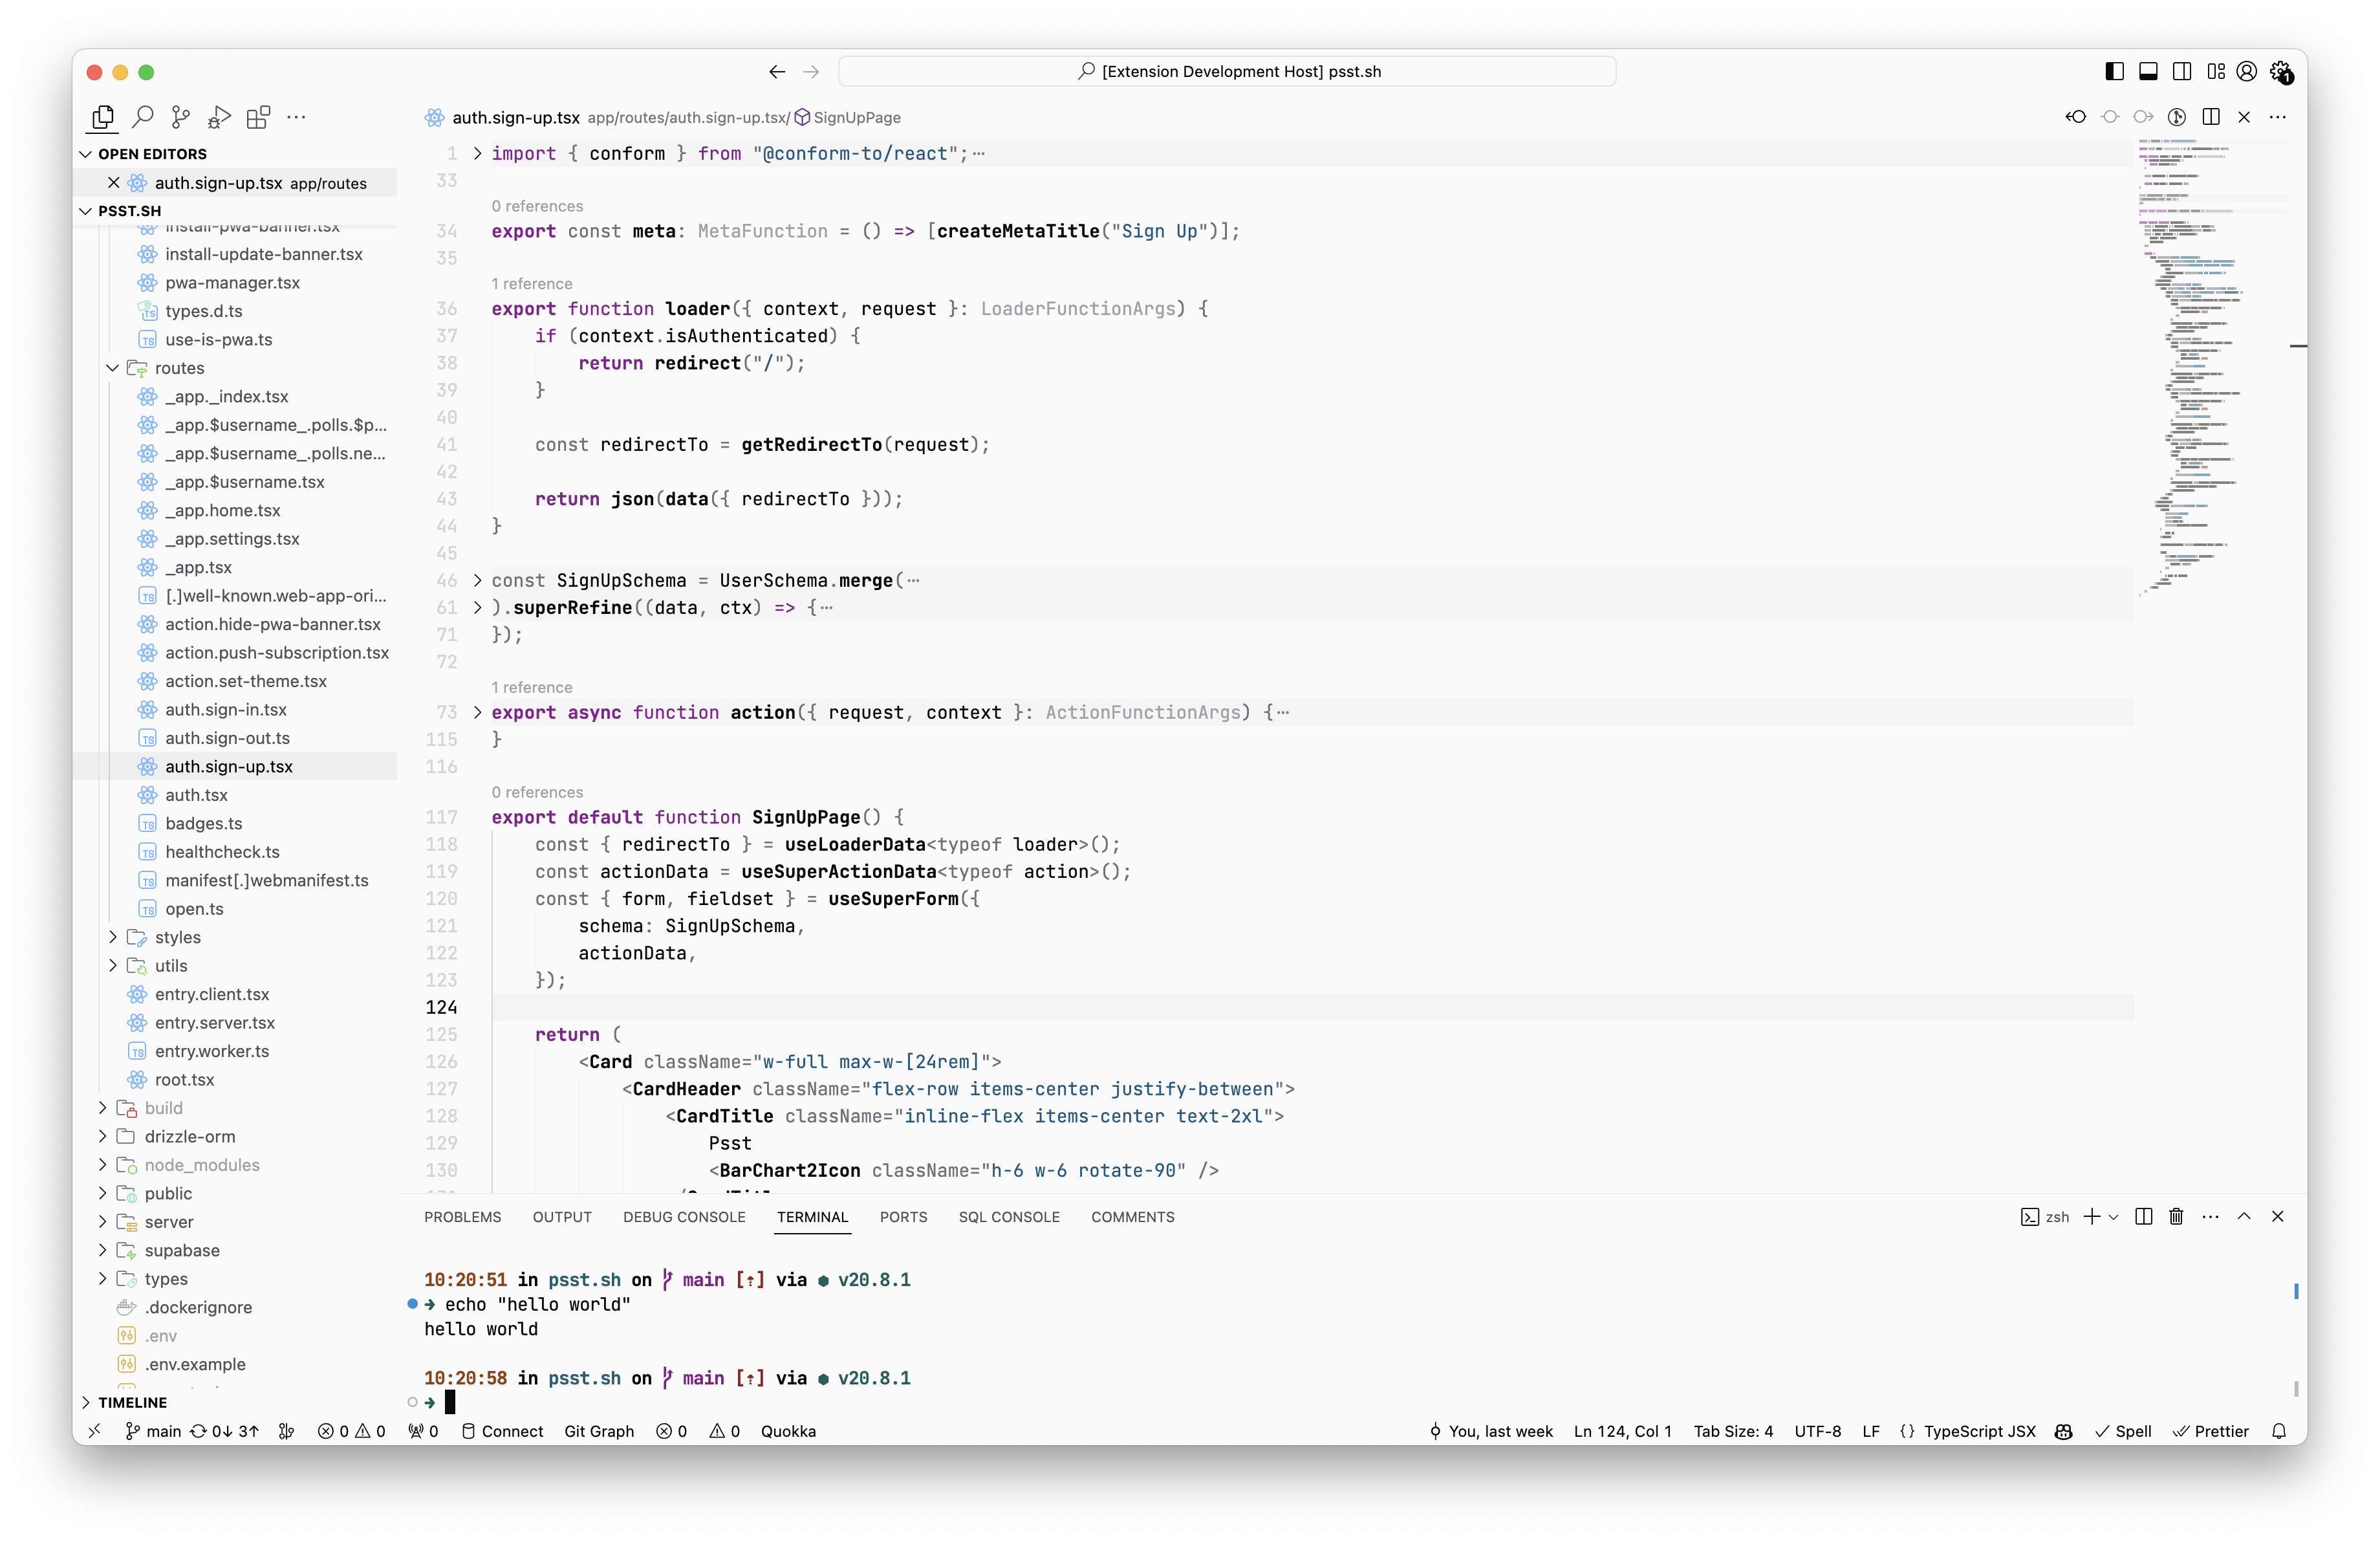 [Extension Development Host] psst.sh
1
OPEN EDITORS
auth.sign-up.tsx app/routes
PSST.SH
install-pwa-banner.tsx
install-update-banner.tsx
pwa-manager.tsx
types.d.ts
use-is-pwa.ts
routes
_app._index.tsx
_app.$username_.polls.$p...
_app.$username_.polls.ne...
_app.$username.tsx
_app.home.tsx
_app.settings.tsx
_app.tsx
[.]well-known.web-app-ori...
action.hide-pwa-banner.tsx
action.push-subscription.tsx
action.set-theme.tsx
auth.sign-in.tsx
auth.sign-out.ts
auth.sign-up.tsx
auth.tsx
badges.ts
healthcheck.ts
manifest[.]webmanifest.ts
open.ts
styles
utils
entry.client.tsx
entry.server.tsx
entry.worker.ts
root.tsx
build
drizzle-orm
node_modules
public
server
supabase
types
.dockerignore
.env
.env.example
TIMELINE
auth.sign-up.tsx app/routes/auth.sign-up.tsx/ SignUpPage
1 import { conform } from "@conform-to/react";⋯
33
0 references
34 export const meta: MetaFunction = () => [createMetaTitle("Sign Up")];
35
1 reference
36 export function loader({ context, request }: LoaderFunctionArgs) {
37 if (context.isAuthenticated) {
38 return redirect("/");
39 }
40
41 const redirectTo = getRedirectTo(request);
42
43 return json(data({ redirectTo }));
44 }
45
46 const SignUpSchema = UserSchema.merge(⋯
61 ).superRefine((data, ctx) => {⋯
71 });
72
1 reference
73 export async function action({ request, context }: ActionFunctionArgs) {⋯
115 }
116
0 references
117 export default function SignUpPage() {
118 const { redirectTo } = useLoaderData<typeof loader>();
119 const actionData = useSuperActionData<typeof action>();
120 const { form, fieldset } = useSuperForm({
121 schema: SignUpSchema,
122 actionData,
123 });
124
125 return (
126 <Card className="w-full max-w-[24rem]">
127 <CardHeader className="flex-row items-center justify-between">
128 <CardTitle className="inline-flex items-center text-2xl">
129 Psst
130 <BarChart2Icon className="h-6 w-6 rotate-90" />
PROBLEMS OUTPUT DEBUG CONSOLE TERMINAL PORTS SQL CONSOLE COMMENTS zsh
10:20:51 in psst.sh on main [⇡] via ⬢ v20.8.1
➜ echo "hello world"
hello world
10:20:58 in psst.sh on main [⇡] via ⬢ v20.8.1
➜
main 0↓ 3↑ 0 0 0 Connect Git Graph 0 0 Quokka You, last week Ln 124, Col 1 Tab Size: 4 UTF-8 LF {} TypeScript JSX Spell Prettier